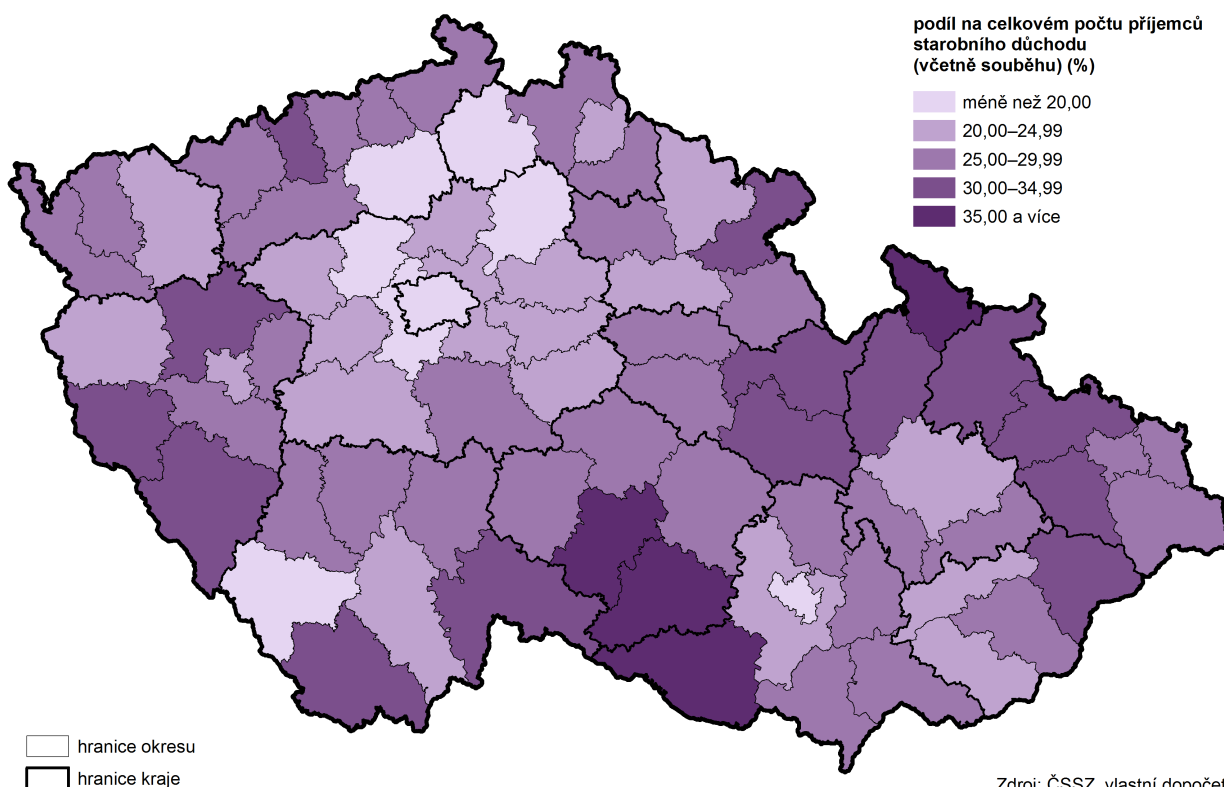 podíl na celkovém počtu příjemců
starobního důchodu
(včetně souběhu) (%)
méně než 20,00
20,00–24,99
25,00–29,99
30,00–34,99
35,00 a více
hranice okresu
hranice kraje
Zdroj: ČSSZ, vlastní dopočet